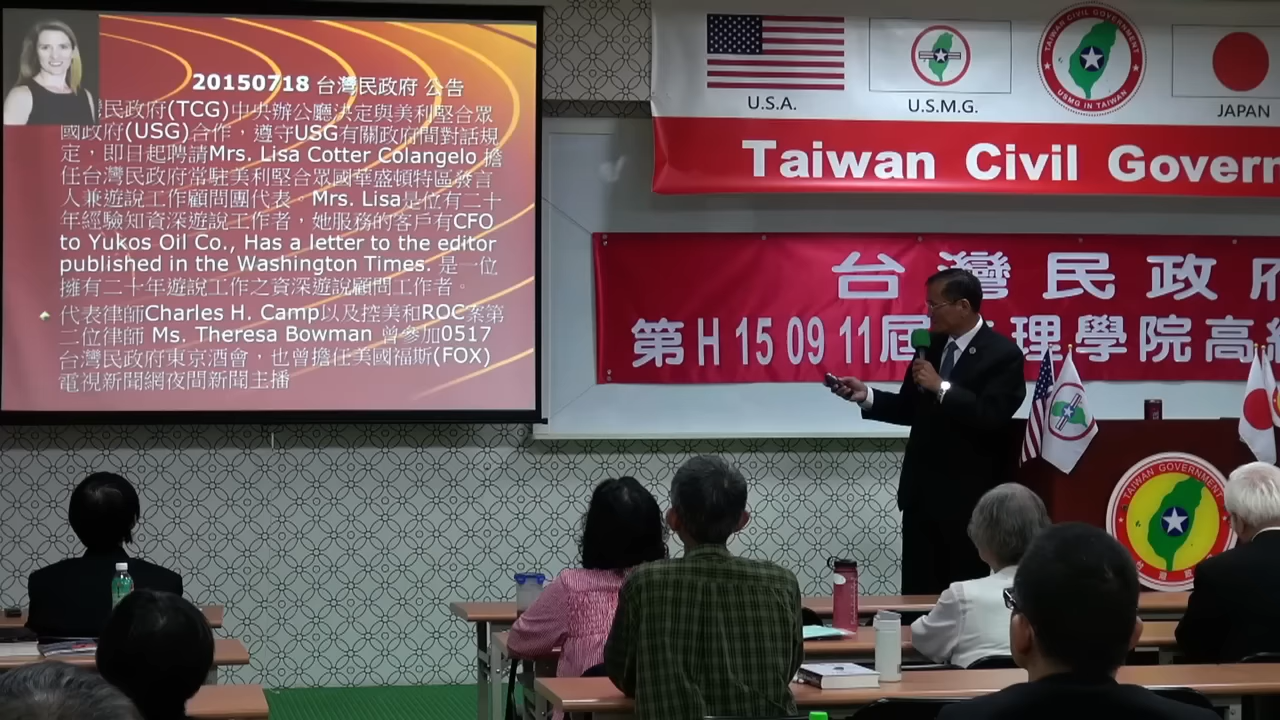 20150718 台灣民政府 公告
民政府(TCG)中央辦公廳決定與美利堅合眾
國政府(USG)合作，遵守USG有關政府間對話規
定，即日起聘請Mrs. Lisa Cotter Colangelo 擔
任台灣民政府常駐美利堅合眾國華盛頓特區發言
人兼遊說工作顧問團代表。Mrs. Lisa是位有二十
年經驗知資深遊說工作者，她服務的客戶有CFO
to Yukos Oil Co., Has a letter to the editor
published in the Washington Times. 是一位
擁有二十年遊說工作之資深遊說顧問工作者。
代表律師Charles H. Camp以及控美和ROC案第
二位律師 Ms. Theresa Bowman 曾參加0517
台灣民政府東京酒會，也曾擔任美國福斯(FOX)
電視新聞網夜間新聞主播
U.S.A.
U.S.M.G.
TAIWAN CIVIL GOVERNMENT
USMG IN TAIWAN
JAPAN
Taiwan Civil Govern
台灣民政
第H 15 09 11屆 理學院高
TAIWAN GOVERNMENT
台灣